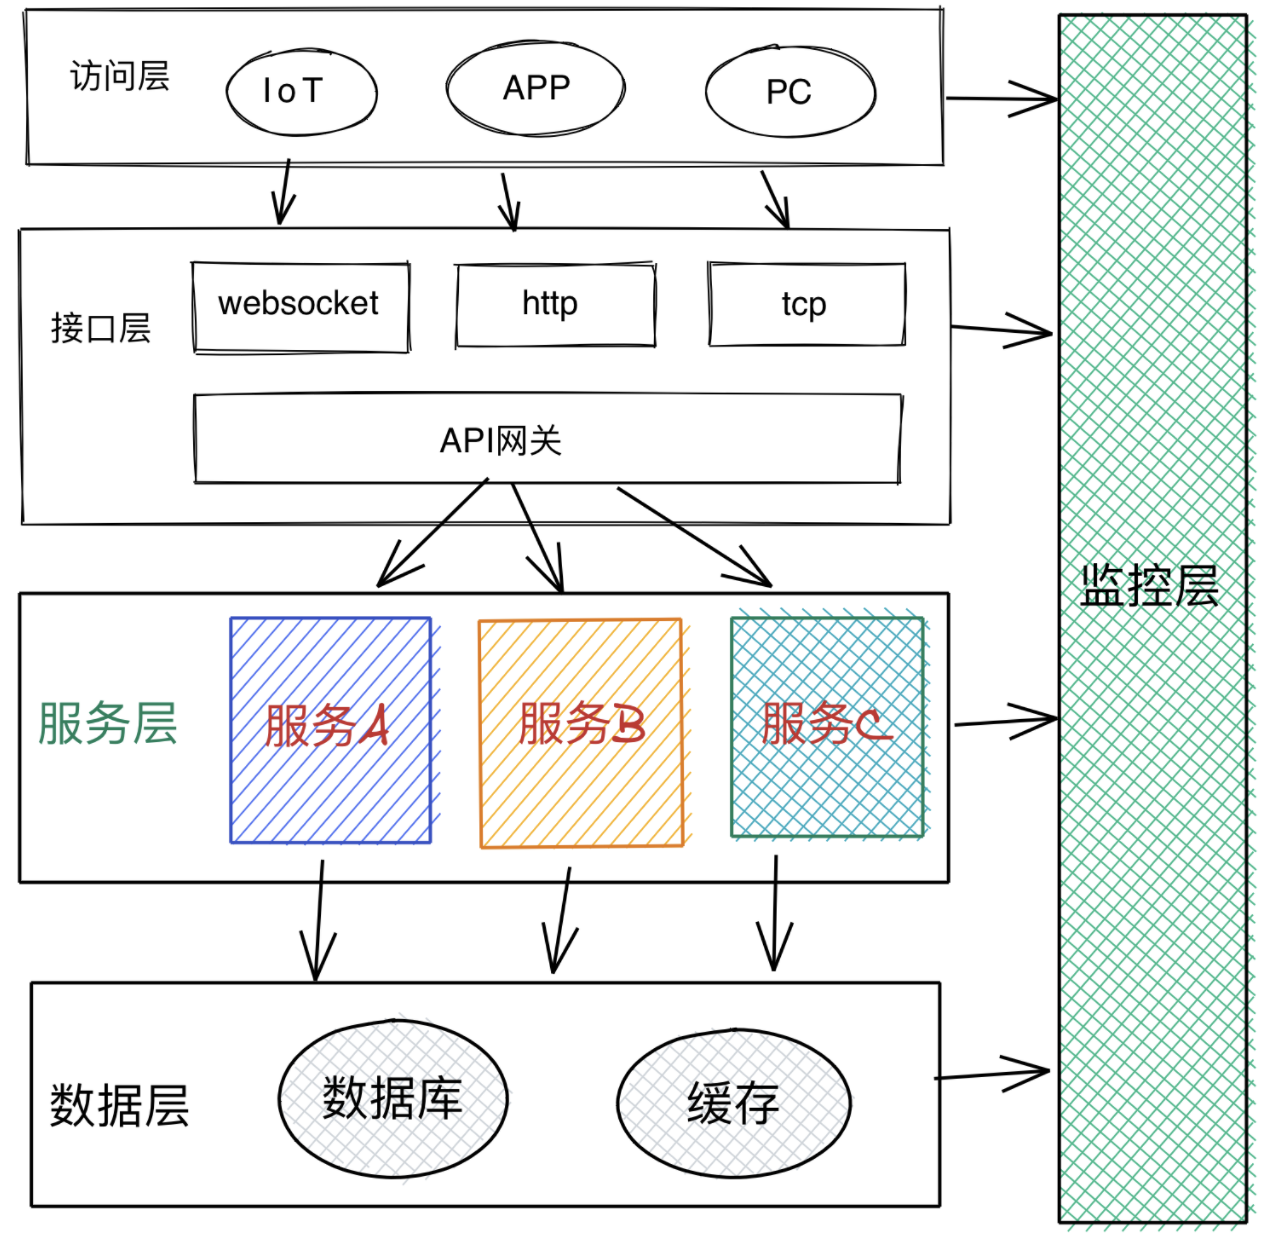 访问层
IoT
APP
PC
接口层
websocket
http
tcp
API网关
服务层
服务A
服务B
服务C
数据层
数据库
缓存
监控层